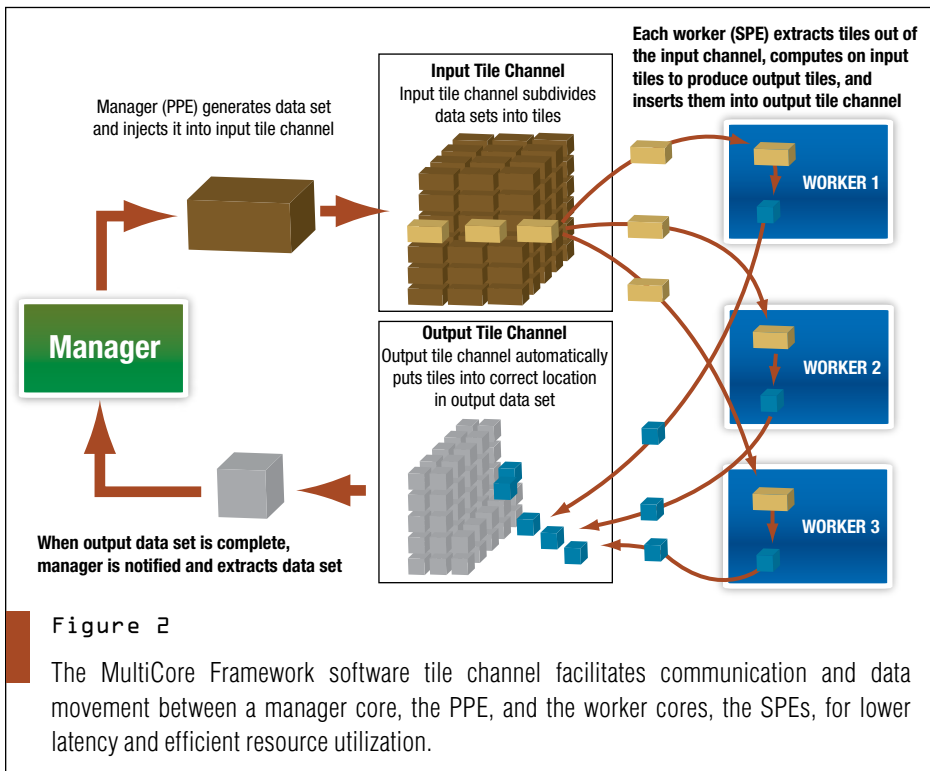 Manager (PPE) generates data set
and injects it into input tile channel
Input Tile Channel
Input tile channel subdivides
data sets into tiles
Each worker (SPE) extracts tiles out of
the input channel, computes on input
tiles to produce output tiles, and
inserts them into output tile channel
WORKER 1
Manager
Output Tile Channel
Output tile channel automatically
puts tiles into correct location
in output data set
WORKER 2
WORKER 3
When output data set is complete,
manager is notified and extracts data set
Figure 2
The MultiCore Framework software tile channel facilitates communication and data
movement between a manager core, the PPE, and the worker cores, the SPEs, for lower
latency and efficient resource utilization.